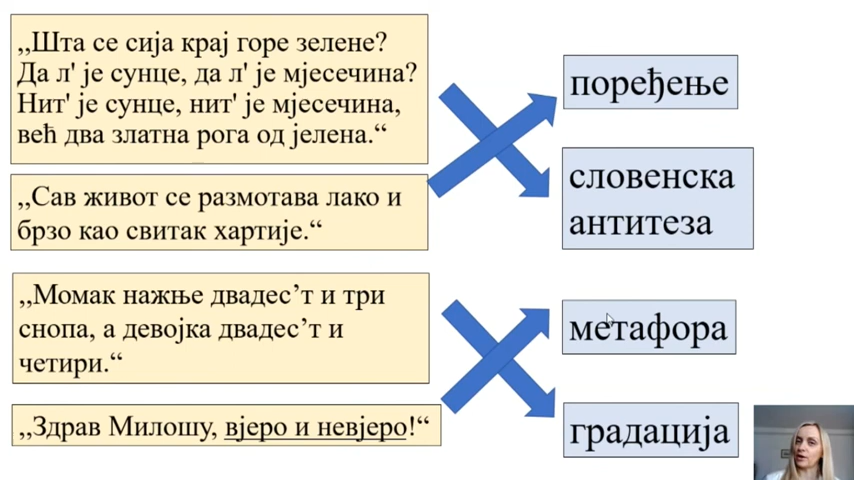 ,,Шта се сија крај горе зелене?
Да л' је сунце, да л' је мјесечина?
Нит' је сунце, нит' је мјесечина,
већ два златна рога од јелена.“
,,Сав живот се размотава лако и
брзо као свитак хартије.“
,,Момак нажње двадес’т и три
снопа, а девојка двадес’т и
четири.“
,,Здрав Милошу, вјеро и невјеро!“
поређење
словенска
антитеза
метафора
градација